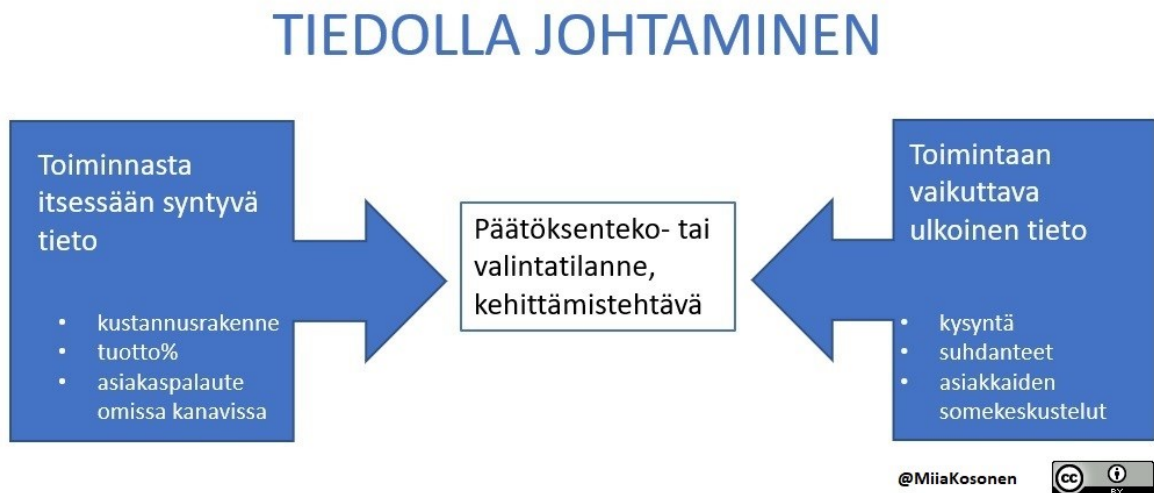 TIEDOLLA JOHTAMINEN
Toiminnasta
itsessään syntyvä
tieto
• kustannusrakenne
• tuotto%
• asiakaspalaute
omissa kanavissa
Päätöksenteko- tai
valintatilanne,
kehittämistehtävä
Toimintaan
vaikuttava
ulkoinen tieto
• kysyntä
• suhdanteet
• asiakkaiden
somekeskustelut
@MiiaKosonen
cc
BY